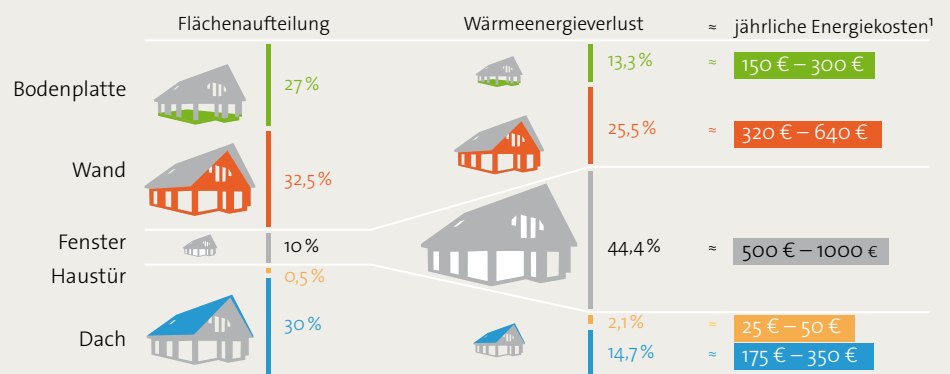 Flächenaufteilung Wärmeenergieverlust ≈ jährliche Energiekosten¹
Bodenplatte 27 % 13,3 % ≈ 150 € – 300 €
Wand 32,5 % 25,5 % ≈ 320 € – 640 €
Fenster 10 % 44,4 % ≈ 500 € – 1000 €
Haustür 0,5 % 2,1 % ≈ 25 € – 50 €
Dach 30 % 14,7 % ≈ 175 € – 350 €